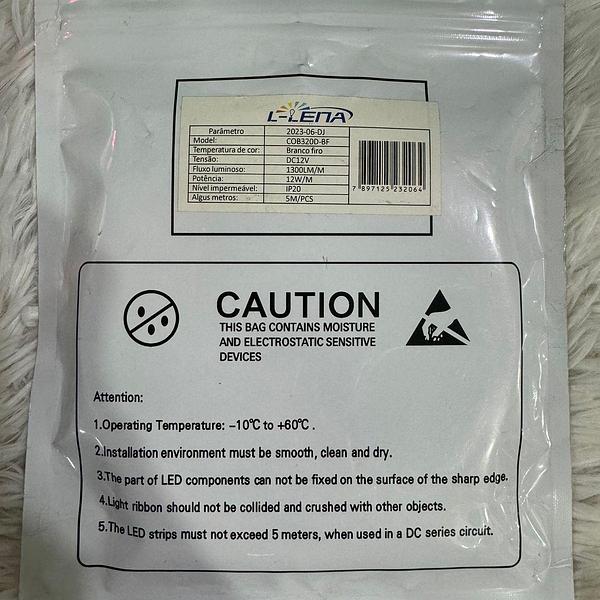 L-LENA
Parâmetro 2023-06-DJ
Model: COB320D-BF
Temperatura de cor: Branco firo
Tensão: DC12V
Fluxo luminoso: 1300LM/M
Potência: 12W/M
Nível impermeável: IP20
Algus metros: 5M/PCS
7 897125 232064
CAUTION
THIS BAG CONTAINS MOISTURE
AND ELECTROSTATIC SENSITIVE
DEVICES
Attention:
1.Operating Temperature: -10℃ to +60℃ .
2.Installation environment must be smooth, clean and dry.
3.The part of LED components can not be fixed on the surface of the sharp edge.
4.Light ribbon should not be collided and crushed with other objects.
5.The LED strips must not exceed 5 meters, when used in a DC series circuit.